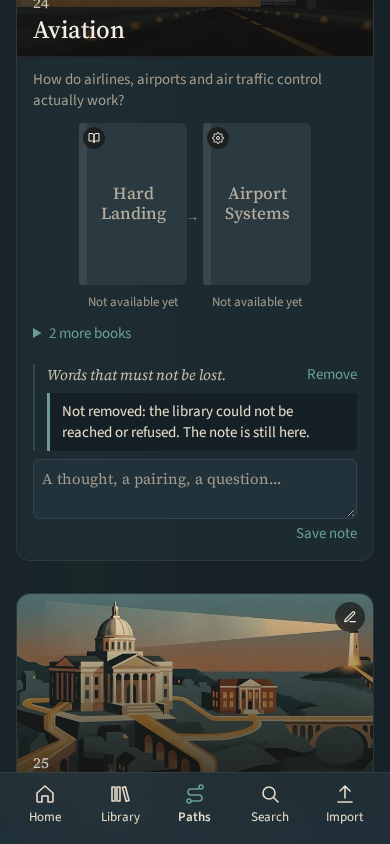 24
Aviation
How do airlines, airports and air traffic control
actually work?
Hard
Landing
→
Airport
Systems
Not available yet
Not available yet
2 more books
Words that must not be lost.
Remove
Not removed: the library could not be
reached or refused. The note is still here.
A thought, a pairing, a question...
Save note
25
Home
Library
Paths
Search
Import